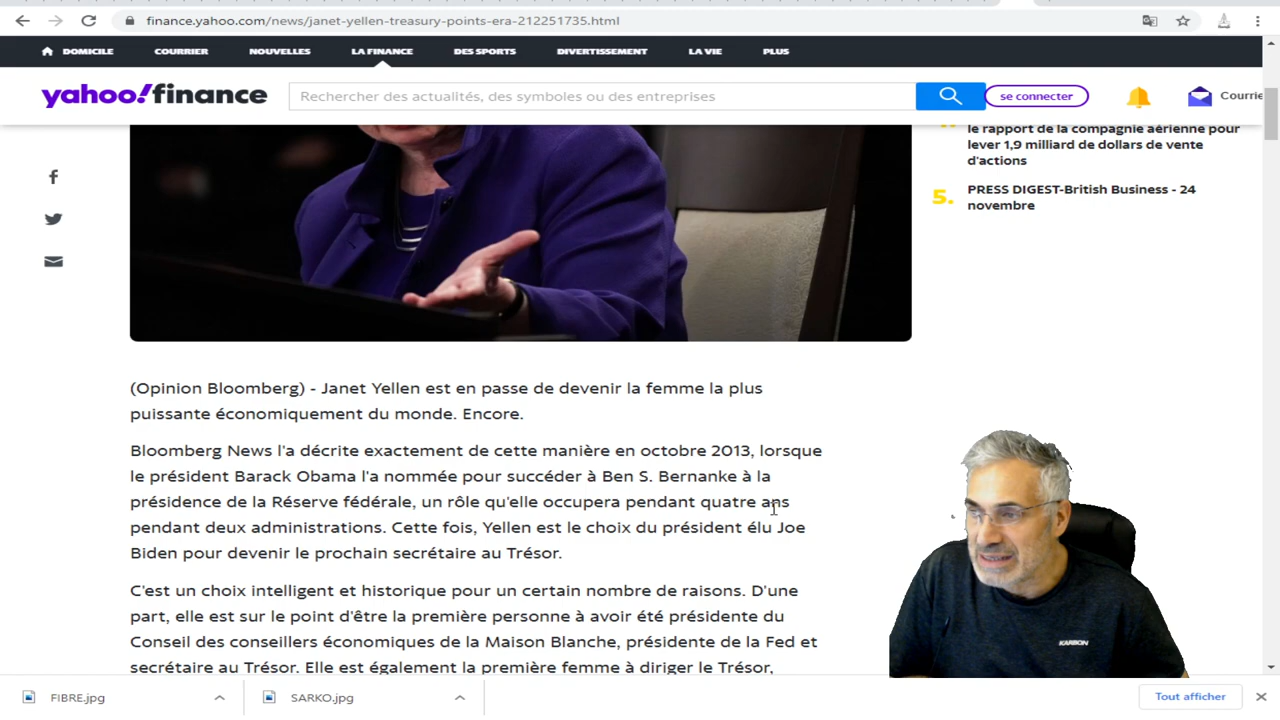 finance.yahoo.com/news/janet-yellen-treasury-points-era-212251735.html
DOMICILE COURRIER NOUVELLES LA FINANCE DES SPORTS DIVERTISSEMENT LA VIE PLUS
yahoo!finance
Rechercher des actualités, des symboles ou des entreprises
se connecter
Courrie
le rapport de la compagnie aérienne pour
lever 1,9 milliard de dollars de vente
d'actions
5. PRESS DIGEST-British Business - 24
novembre
(Opinion Bloomberg) - Janet Yellen est en passe de devenir la femme la plus
puissante économiquement du monde. Encore.
Bloomberg News l'a décrite exactement de cette manière en octobre 2013, lorsque
le président Barack Obama l'a nommée pour succéder à Ben S. Bernanke à la
présidence de la Réserve fédérale, un rôle qu'elle occupera pendant quatre ans
pendant deux administrations. Cette fois, Yellen est le choix du président élu Joe
Biden pour devenir le prochain secrétaire au Trésor.
C'est un choix intelligent et historique pour un certain nombre de raisons. D'une
part, elle est sur le point d'être la première personne à avoir été présidente du
Conseil des conseillers économiques de la Maison Blanche, présidente de la Fed et
secrétaire au Trésor. Elle est également la première femme à diriger le Trésor,
KARBON
FIBRE.jpg
SARKO.jpg
Tout afficher